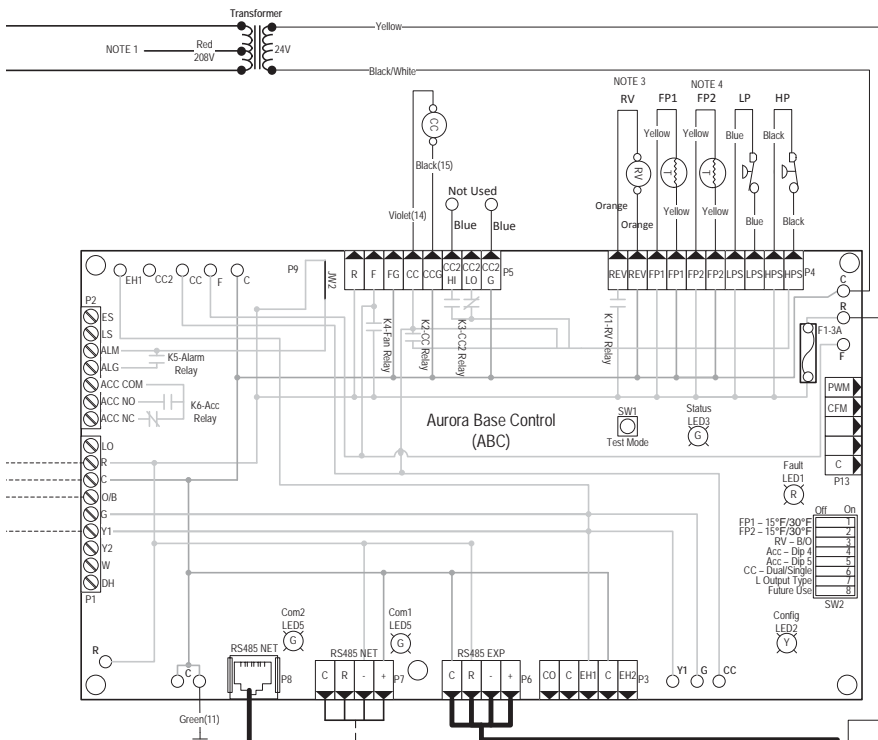 Transformer
Yellow
NOTE 1
Red
208V
24V
Black/White
NOTE 3
NOTE 4
RV
FP1
FP2
LP
HP
CC
Yellow
Yellow
Blue
Black
Black(15)
RV
T
T
Not Used
Violet(14)
Blue
Blue
Orange
Orange
Yellow
Yellow
Blue
Black
EH1
CC2
CC
F
C
P9
JW2
R
F
FG
CC
CCG
CC2 HI
CC2 LO
CC2 G
P5
REV
REV
FP1
FP1
FP2
FP2
LPS
LPS
HPS
HPS
P4
C
R
F1-3A
F
P2
ES
LS
ALM
ALG
ACC COM
ACC NO
ACC NC
K5-Alarm
Relay
K6-Acc
Relay
K4-Fan Relay
K2-CC Relay
K3-CC2 Relay
K1-RV Relay
Aurora Base Control
(ABC)
SW1
Test Mode
Status
LED3
G
PWM
CFM
C
P13
LO
R
C
O/B
G
Y1
Y2
W
DH
P1
Fault
LED1
R
Off
On
FP1 – 15°F/30°F
1
FP2 – 15°F/30°F
2
RV – B/O
3
Acc – Dip 4
4
Acc – Dip 5
5
CC – Dual/Single
6
L Output Type
7
Future Use
8
SW2
Config
LED2
Y
Com2
LED5
G
Com1
LED5
G
R
C
Green(11)
RS485 NET
P8
RS485 NET
C
R
-
+
P7
RS485 EXP
C
R
-
+
P6
CO
C
EH1
C
EH2
P3
Y1
G
CC